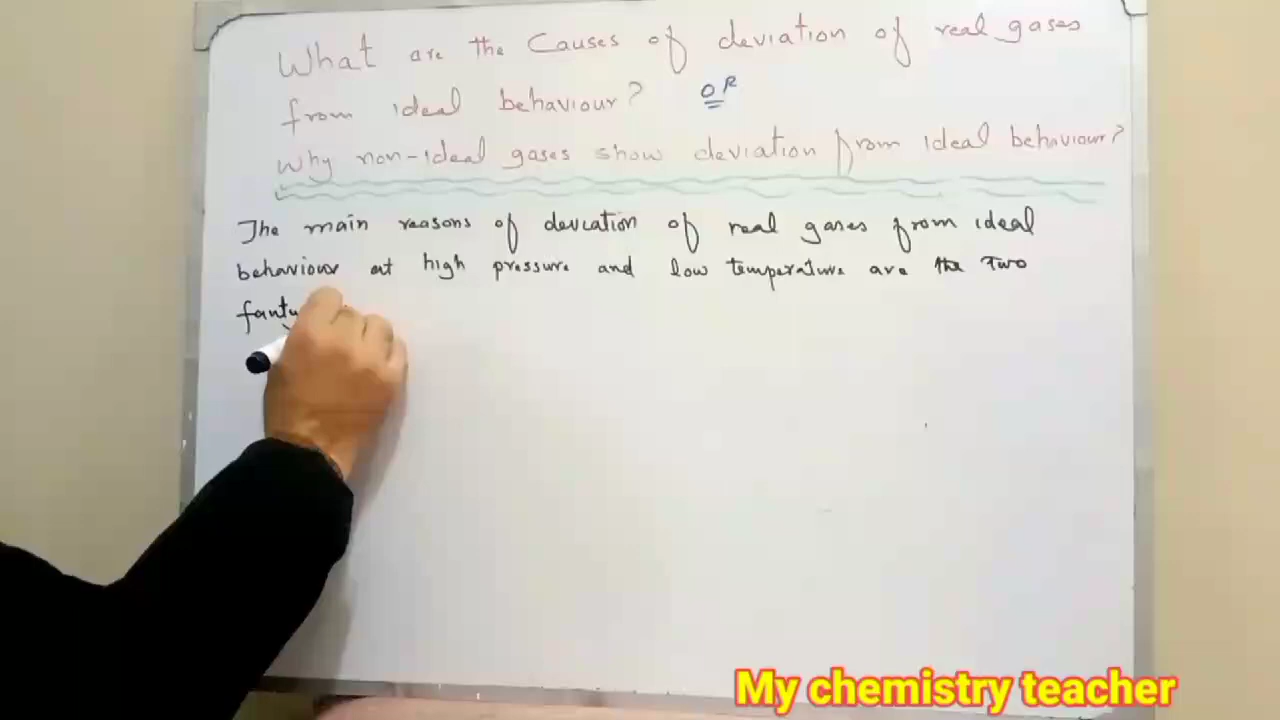 What are the Causes of deviation of real gases
from ideal behaviour? OR
Why non-ideal gases show deviation from ideal behaviour?
The main reasons of deviation of real gases from ideal
behaviour at high pressure and low temperature are the two
My chemistry teacher